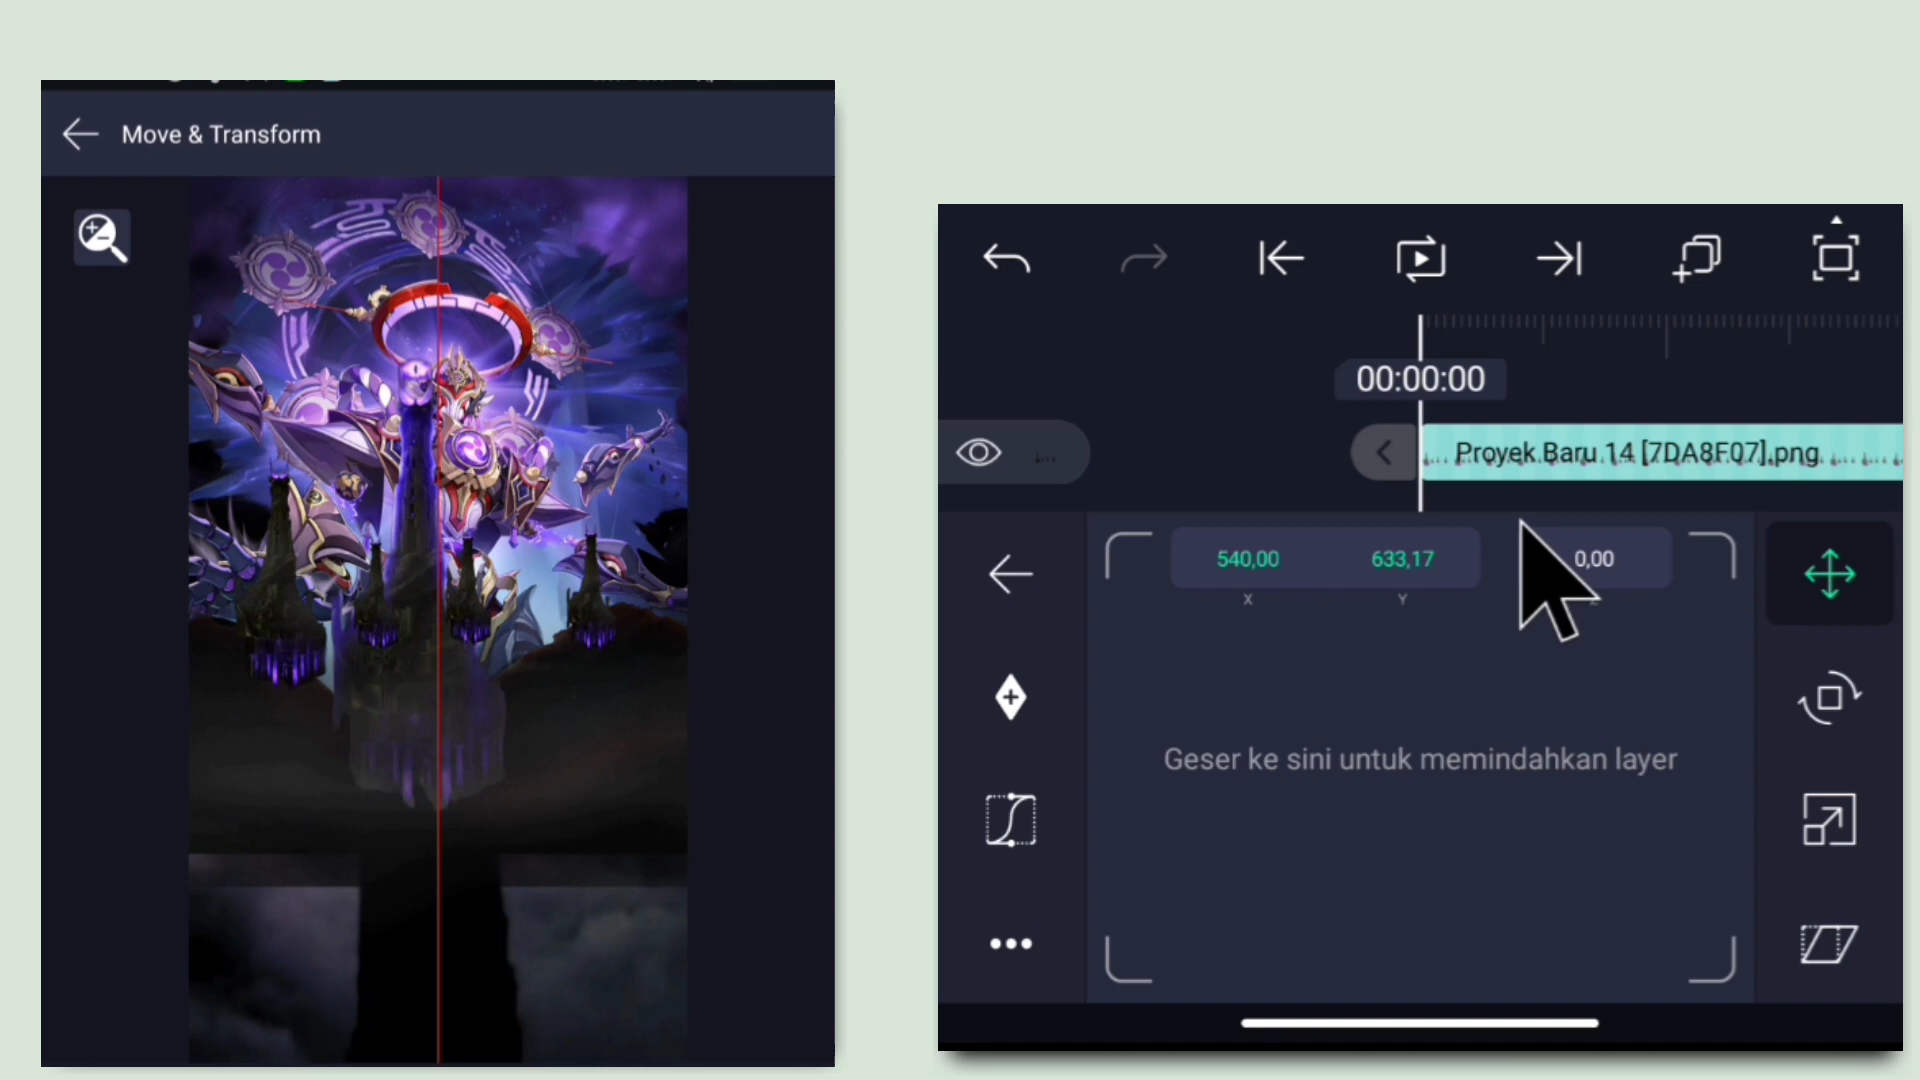 Move & Transform
00:00:00
Proyek Baru 14 [7DA8F07].png
540,00 633,17 0,00
X Y
Geser ke sini untuk memindahkan layer